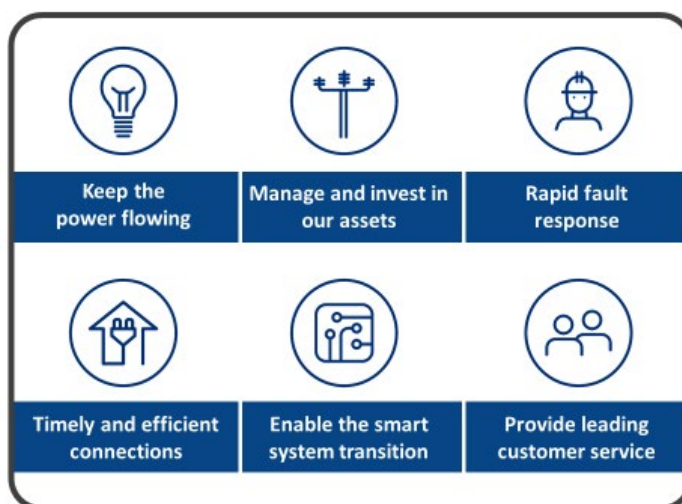 Keep the
power flowing
Manage and invest in
our assets
Rapid fault
response
Timely and efficient
connections
Enable the smart
system transition
Provide leading
customer service